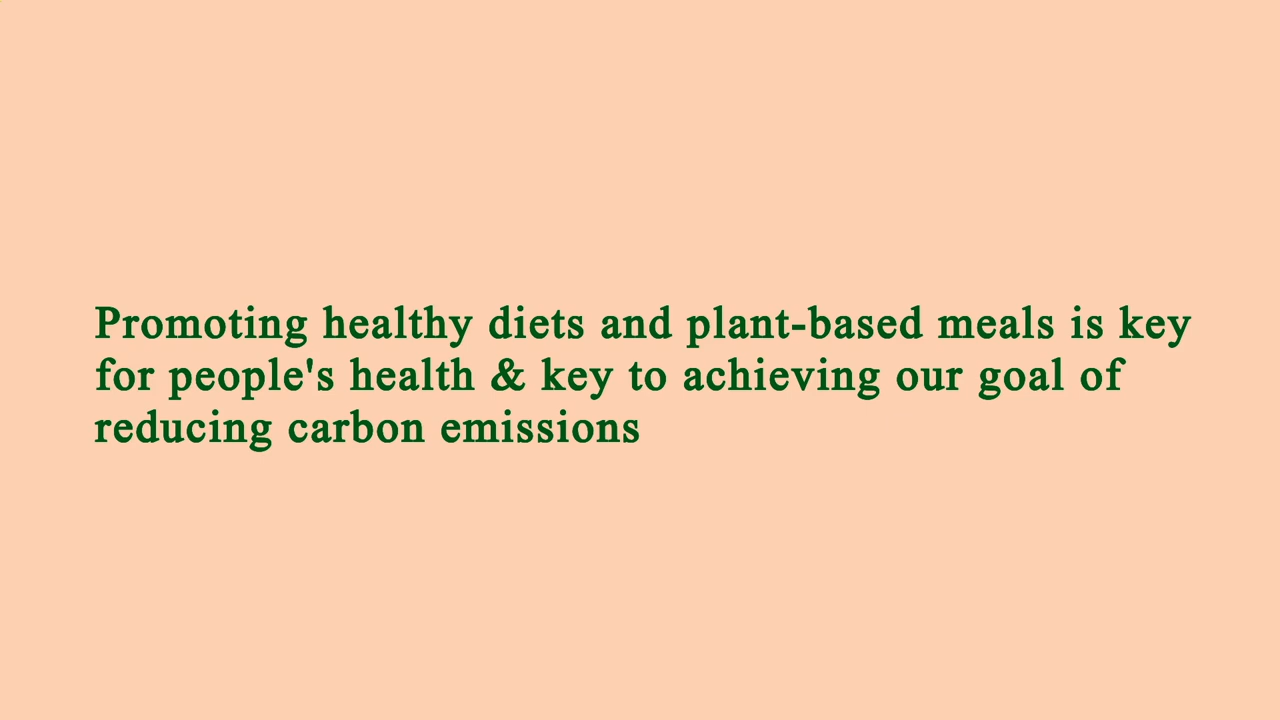 Promoting healthy diets and plant-based meals is key
for people's health & key to achieving our goal of
reducing carbon emissions